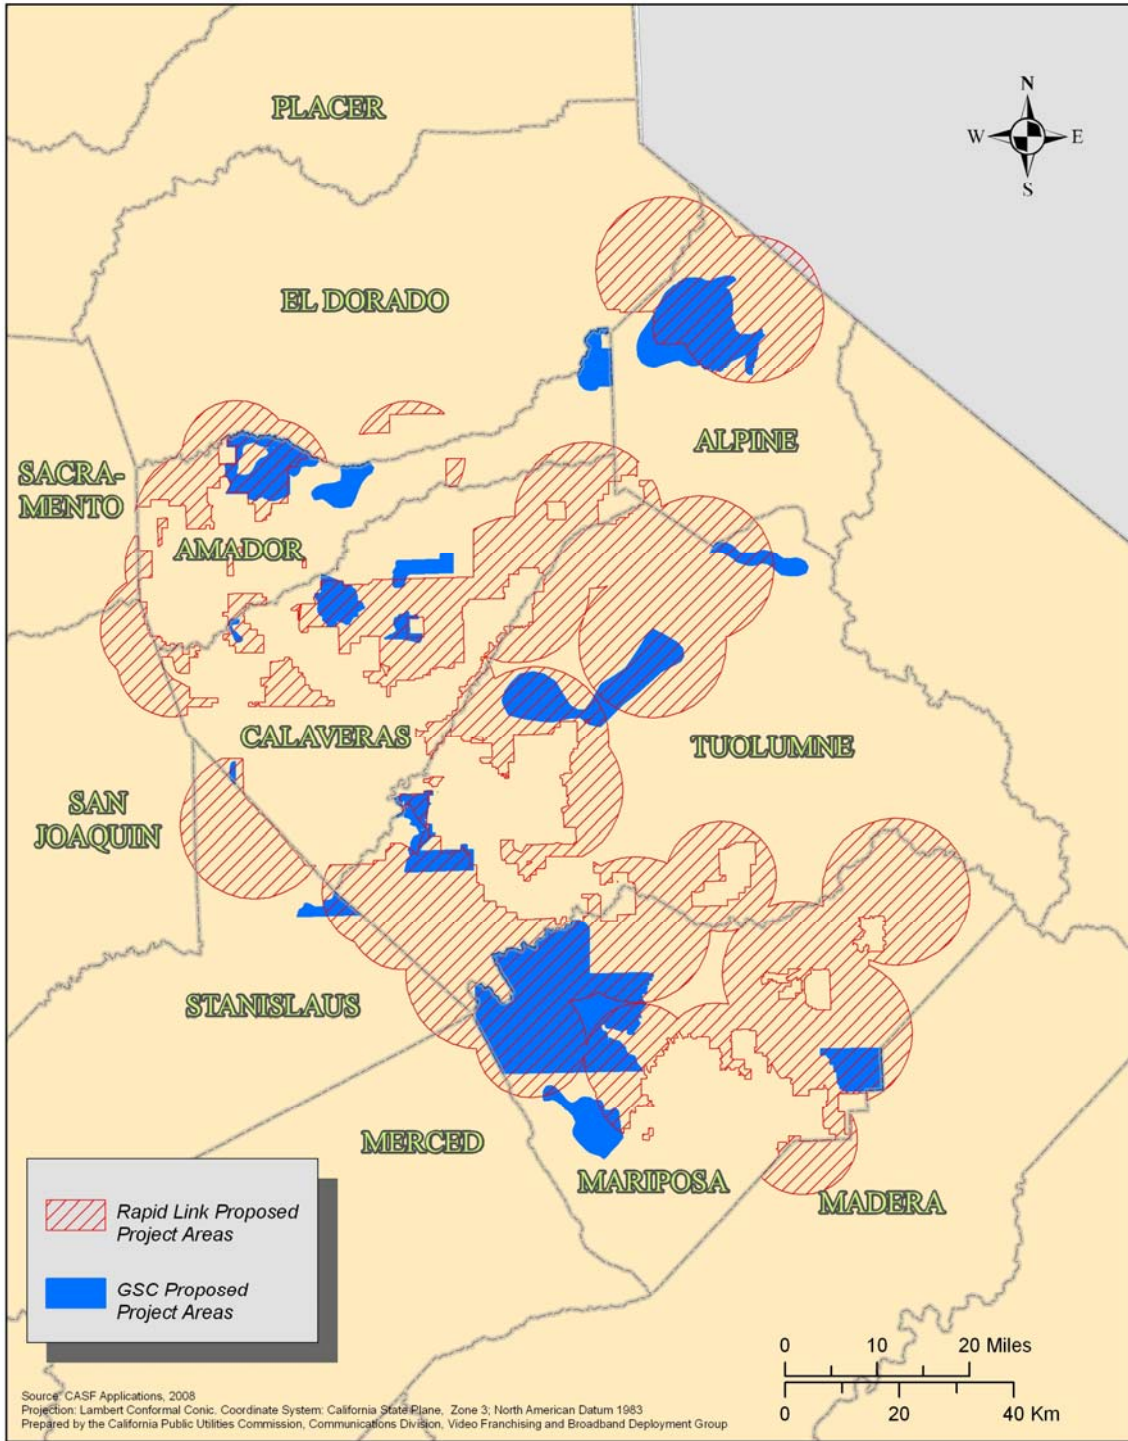 N
W E
S
PLACER
EL DORADO
ALPINE
SACRA-
MENTO
AMADOR
CALAVERAS
TUOLUMNE
SAN
JOAQUIN
STANISLAUS
MERCED
MARIPOSA
MADERA
Rapid Link Proposed
Project Areas
GSC Proposed
Project Areas
0 10 20 Miles
0 20 40 Km
Source: CASF Applications, 2008
Projection: Lambert Conformal Conic. Coordinate System: California State Plane, Zone 3; North American Datum 1983
Prepared by the California Public Utilities Commission, Communications Division, Video Franchising and Broadband Deployment Group